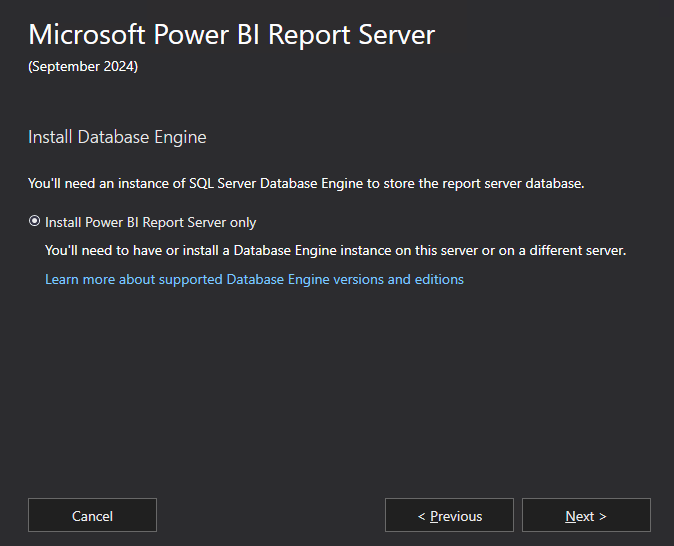 Microsoft Power BI Report Server
(September 2024)
Install Database Engine
You'll need an instance of SQL Server Database Engine to store the report server database.
Install Power BI Report Server only
You'll need to have or install a Database Engine instance on this server or on a different server.
Learn more about supported Database Engine versions and editions
Cancel < Previous Next >